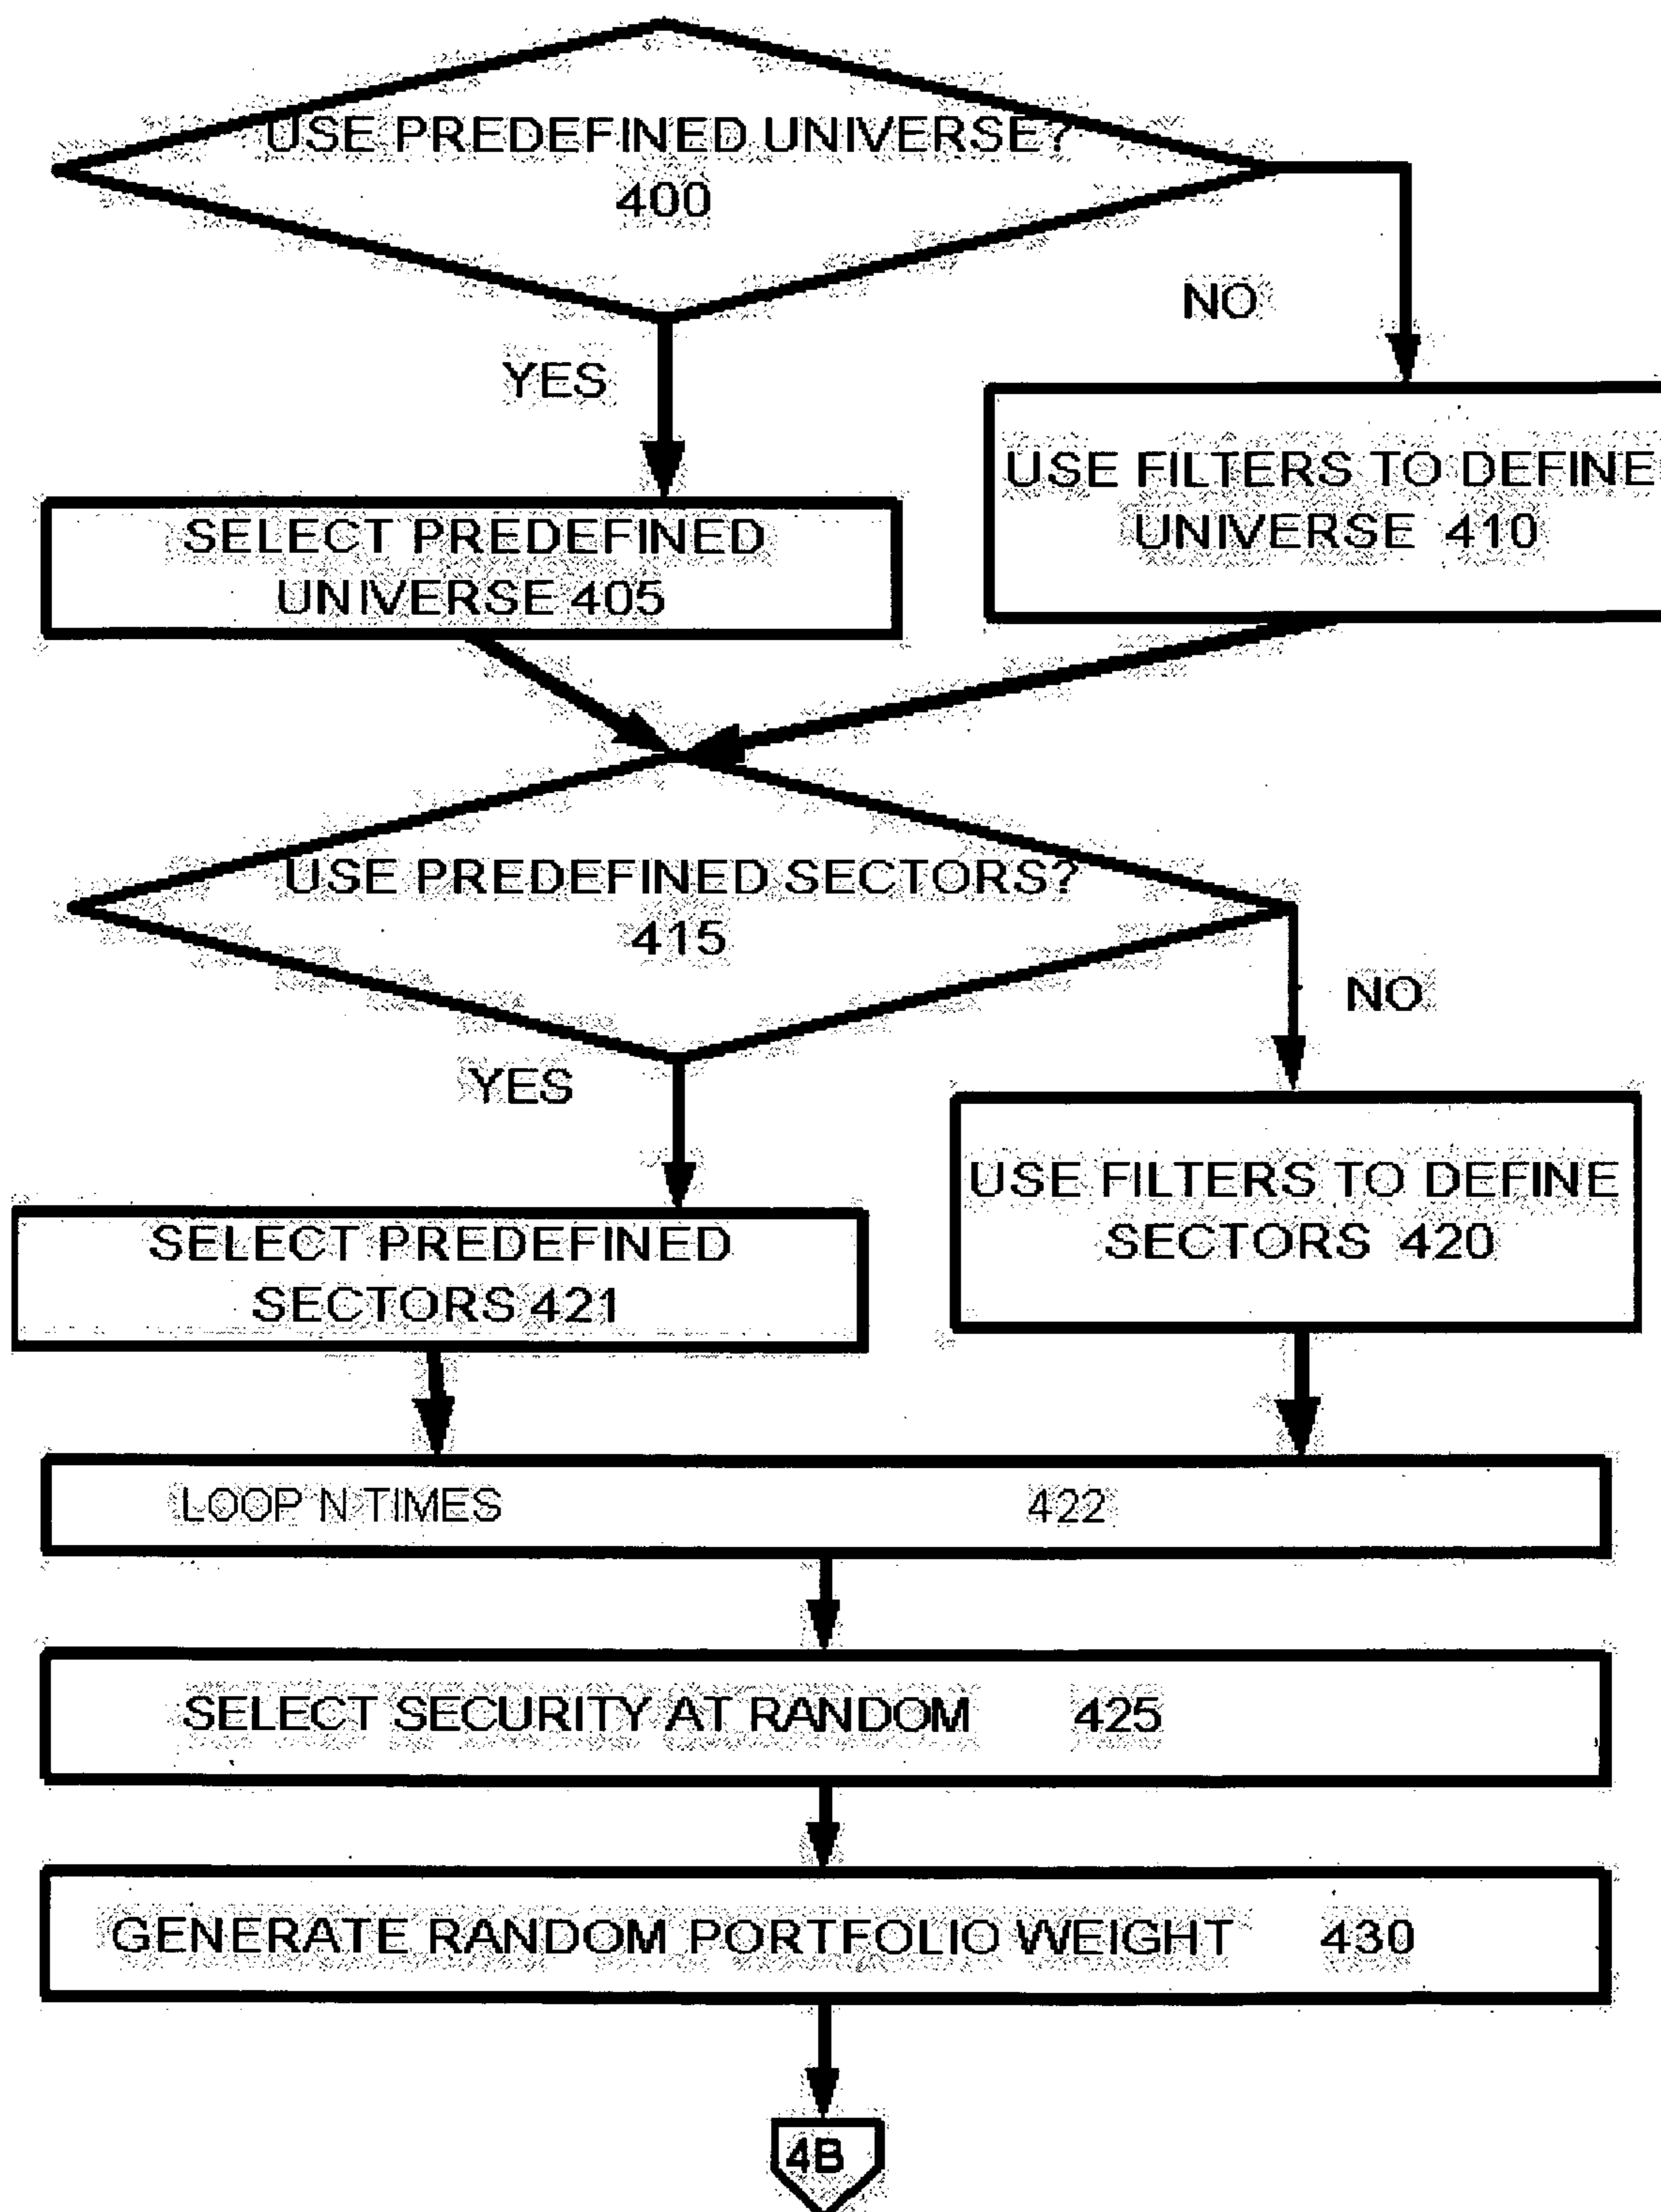 USE PREDEFINED UNIVERSE?
400
NO
YES
USE FILTERS TO DEFINE
UNIVERSE 410
SELECT PREDEFINED
UNIVERSE 405
USE PREDEFINED SECTORS?
415
NO
YES
USE FILTERS TO DEFINE
SECTORS 420
SELECT PREDEFINED
SECTORS 421
LOOP N TIMES 422
SELECT SECURITY AT RANDOM 425
GENERATE RANDOM PORTFOLIO WEIGHT 430
4B